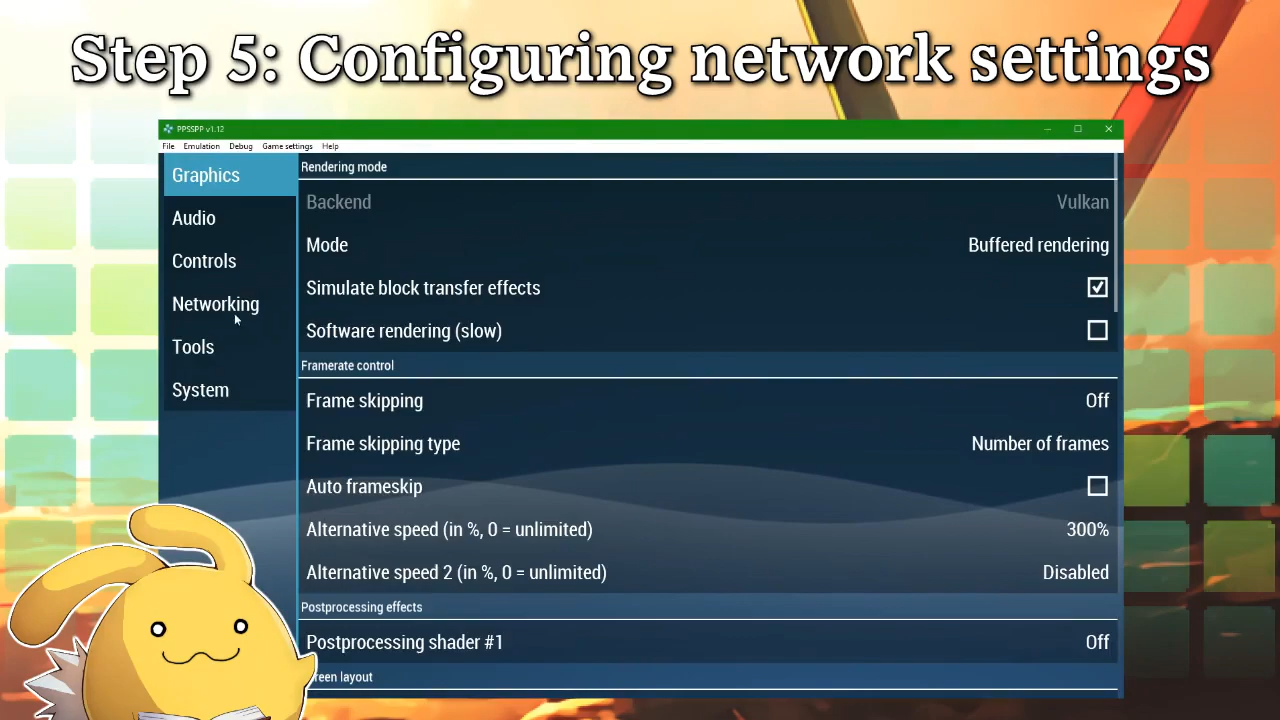 Step 5: Configuring network settings
PPSSPP v1.12
File Emulation Debug Game settings Help
Graphics
Audio
Controls
Networking
Tools
System
Rendering mode
Backend Vulkan
Mode Buffered rendering
Simulate block transfer effects
Software rendering (slow)
Framerate control
Frame skipping Off
Frame skipping type Number of frames
Auto frameskip
Alternative speed (in %, 0 = unlimited) 300%
Alternative speed 2 (in %, 0 = unlimited) Disabled
Postprocessing effects
Postprocessing shader #1 Off
reen layout